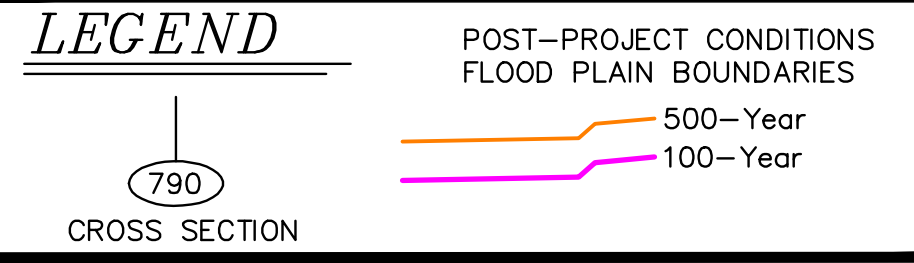 LEGEND
POST-PROJECT CONDITIONS
FLOOD PLAIN BOUNDARIES
500-Year
100-Year
790
CROSS SECTION